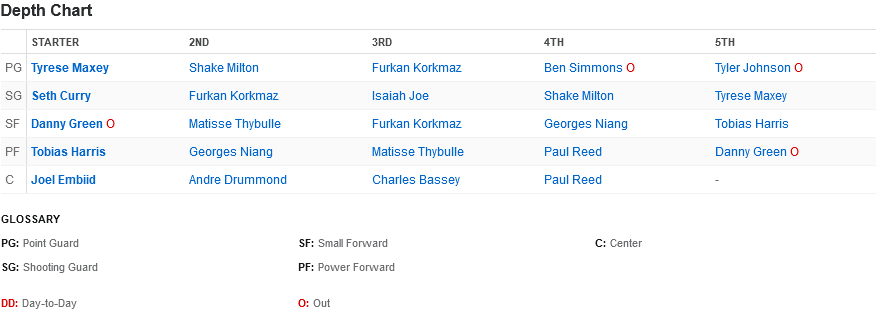 Depth Chart
STARTER 2ND 3RD 4TH 5TH
PG Tyrese Maxey Shake Milton Furkan Korkmaz Ben Simmons O Tyler Johnson O
SG Seth Curry Furkan Korkmaz Isaiah Joe Shake Milton Tyrese Maxey
SF Danny Green O Matisse Thybulle Furkan Korkmaz Georges Niang Tobias Harris
PF Tobias Harris Georges Niang Matisse Thybulle Paul Reed Danny Green O
C Joel Embiid Andre Drummond Charles Bassey Paul Reed -
GLOSSARY
PG: Point Guard SF: Small Forward C: Center
SG: Shooting Guard PF: Power Forward
DD: Day-to-Day O: Out